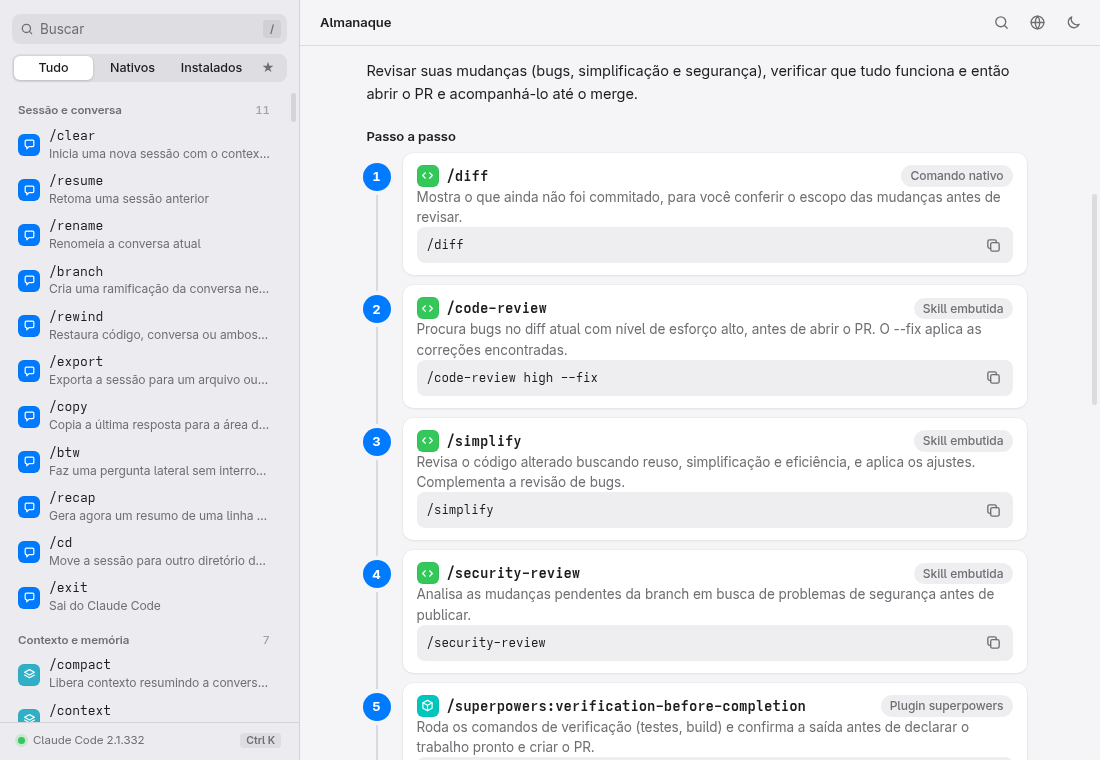 Buscar
/
Tudo
Nativos
Instalados
★
Sessão e conversa
11
/clear
Inicia uma nova sessão com o contex…
/resume
Retoma uma sessão anterior
/rename
Renomeia a conversa atual
/branch
Cria uma ramificação da conversa ne…
/rewind
Restaura código, conversa ou ambos…
/export
Exporta a sessão para um arquivo ou…
/copy
Copia a última resposta para a área d…
/btw
Faz uma pergunta lateral sem interro…
/recap
Gera agora um resumo de uma linha …
/cd
Move a sessão para outro diretório d…
/exit
Sai do Claude Code
Contexto e memória
7
/compact
Libera contexto resumindo a convers…
/context
Claude Code 2.1.332
Ctrl K
Almanaque
Revisar suas mudanças (bugs, simplificação e segurança), verificar que tudo funciona e então
abrir o PR e acompanhá-lo até o merge.
Passo a passo
1
/diff
Comando nativo
Mostra o que ainda não foi commitado, para você conferir o escopo das mudanças antes de
revisar.
/diff
2
/code-review
Skill embutida
Procura bugs no diff atual com nível de esforço alto, antes de abrir o PR. O --fix aplica as
correções encontradas.
/code-review high --fix
3
/simplify
Skill embutida
Revisa o código alterado buscando reuso, simplificação e eficiência, e aplica os ajustes.
Complementa a revisão de bugs.
/simplify
4
/security-review
Skill embutida
Analisa as mudanças pendentes da branch em busca de problemas de segurança antes de
publicar.
/security-review
5
/superpowers:verification-before-completion
Plugin superpowers
Roda os comandos de verificação (testes, build) e confirma a saída antes de declarar o
trabalho pronto e criar o PR.